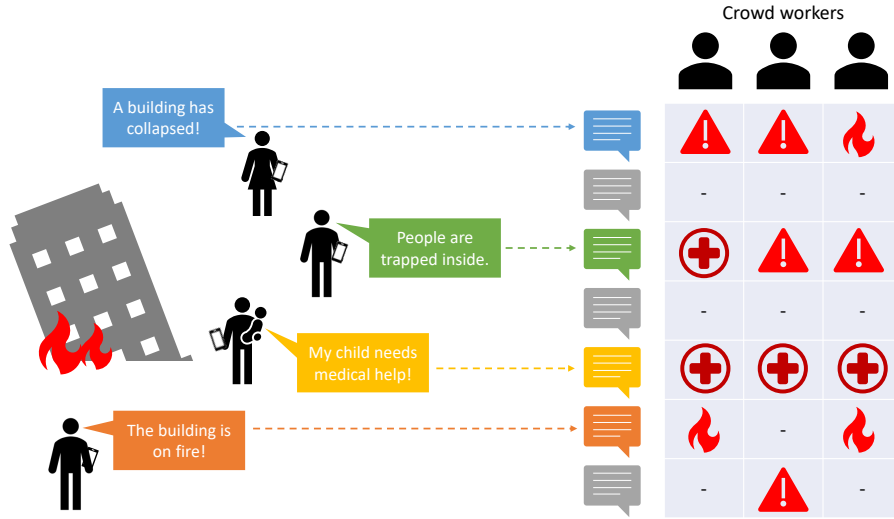 Crowd workers
A building has
collapsed!
- - -
People are
trapped inside.
- - -
My child needs
medical help!
The building is
on fire!
-
- -